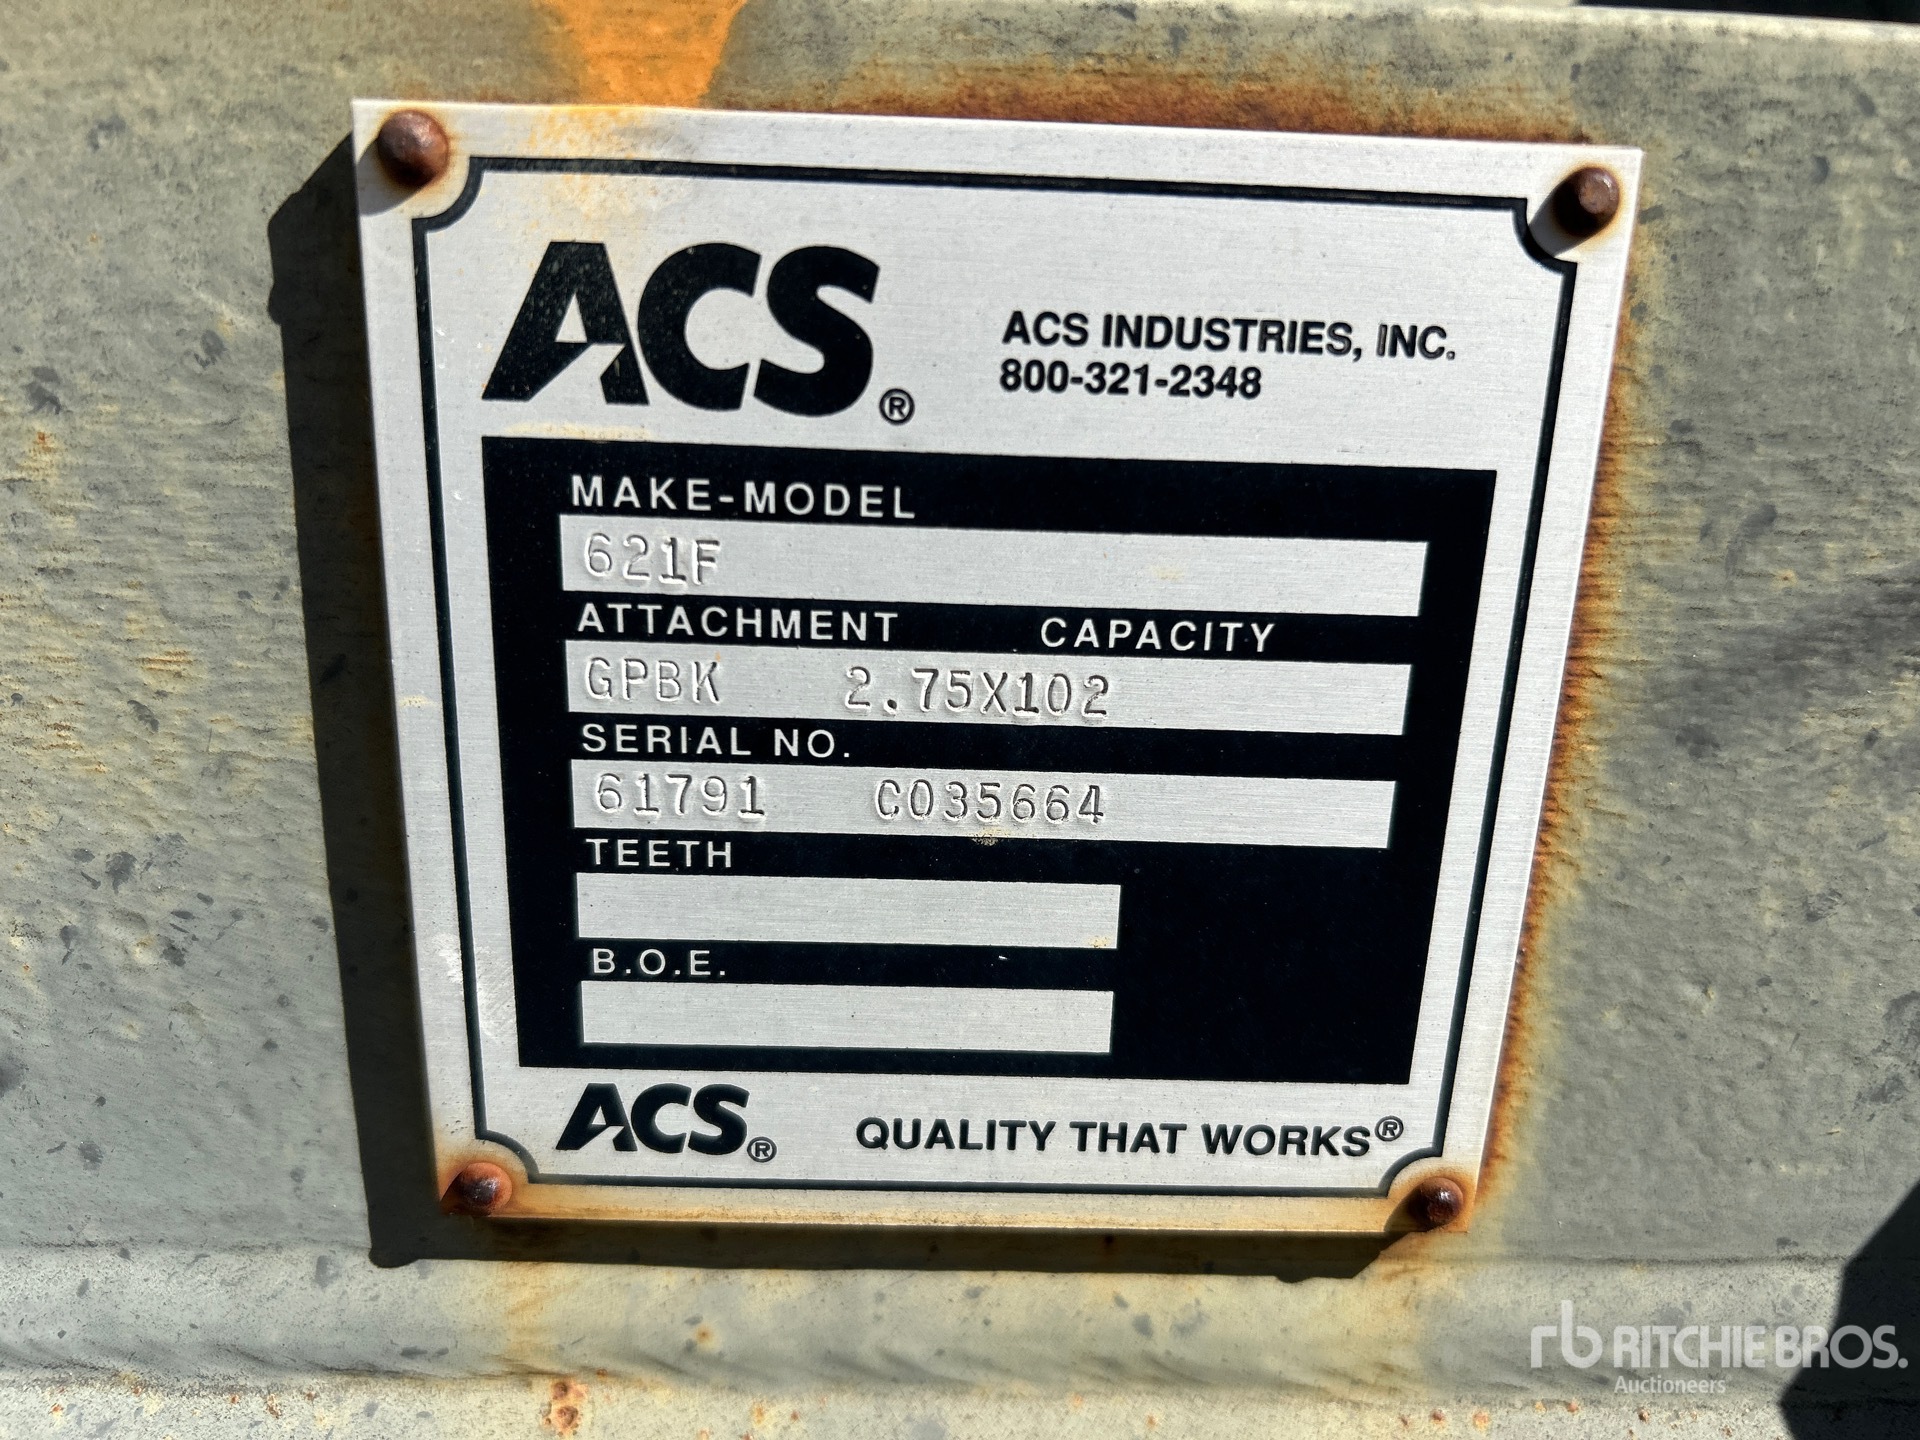 ACS®
ACS INDUSTRIES, INC.
800-321-2348
MAKE-MODEL
621F
ATTACHMENT CAPACITY
GPBK 2.75X102
SERIAL NO.
61791 C035664
TEETH
B.O.E.
ACS® QUALITY THAT WORKS®
rb RITCHIE BROS.
Auctioneers